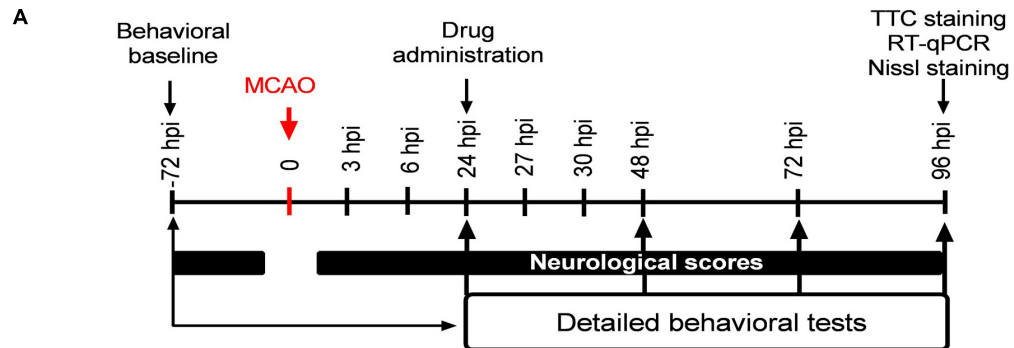 A
Behavioral
baseline
MCAO
Drug
administration
TTC staining
RT-qPCR
Nissl staining
-72 hpi
0
3 hpi
6 hpi
24 hpi
27 hpi
30 hpi
48 hpi
72 hpi
96 hpi
Neurological scores
Detailed behavioral tests